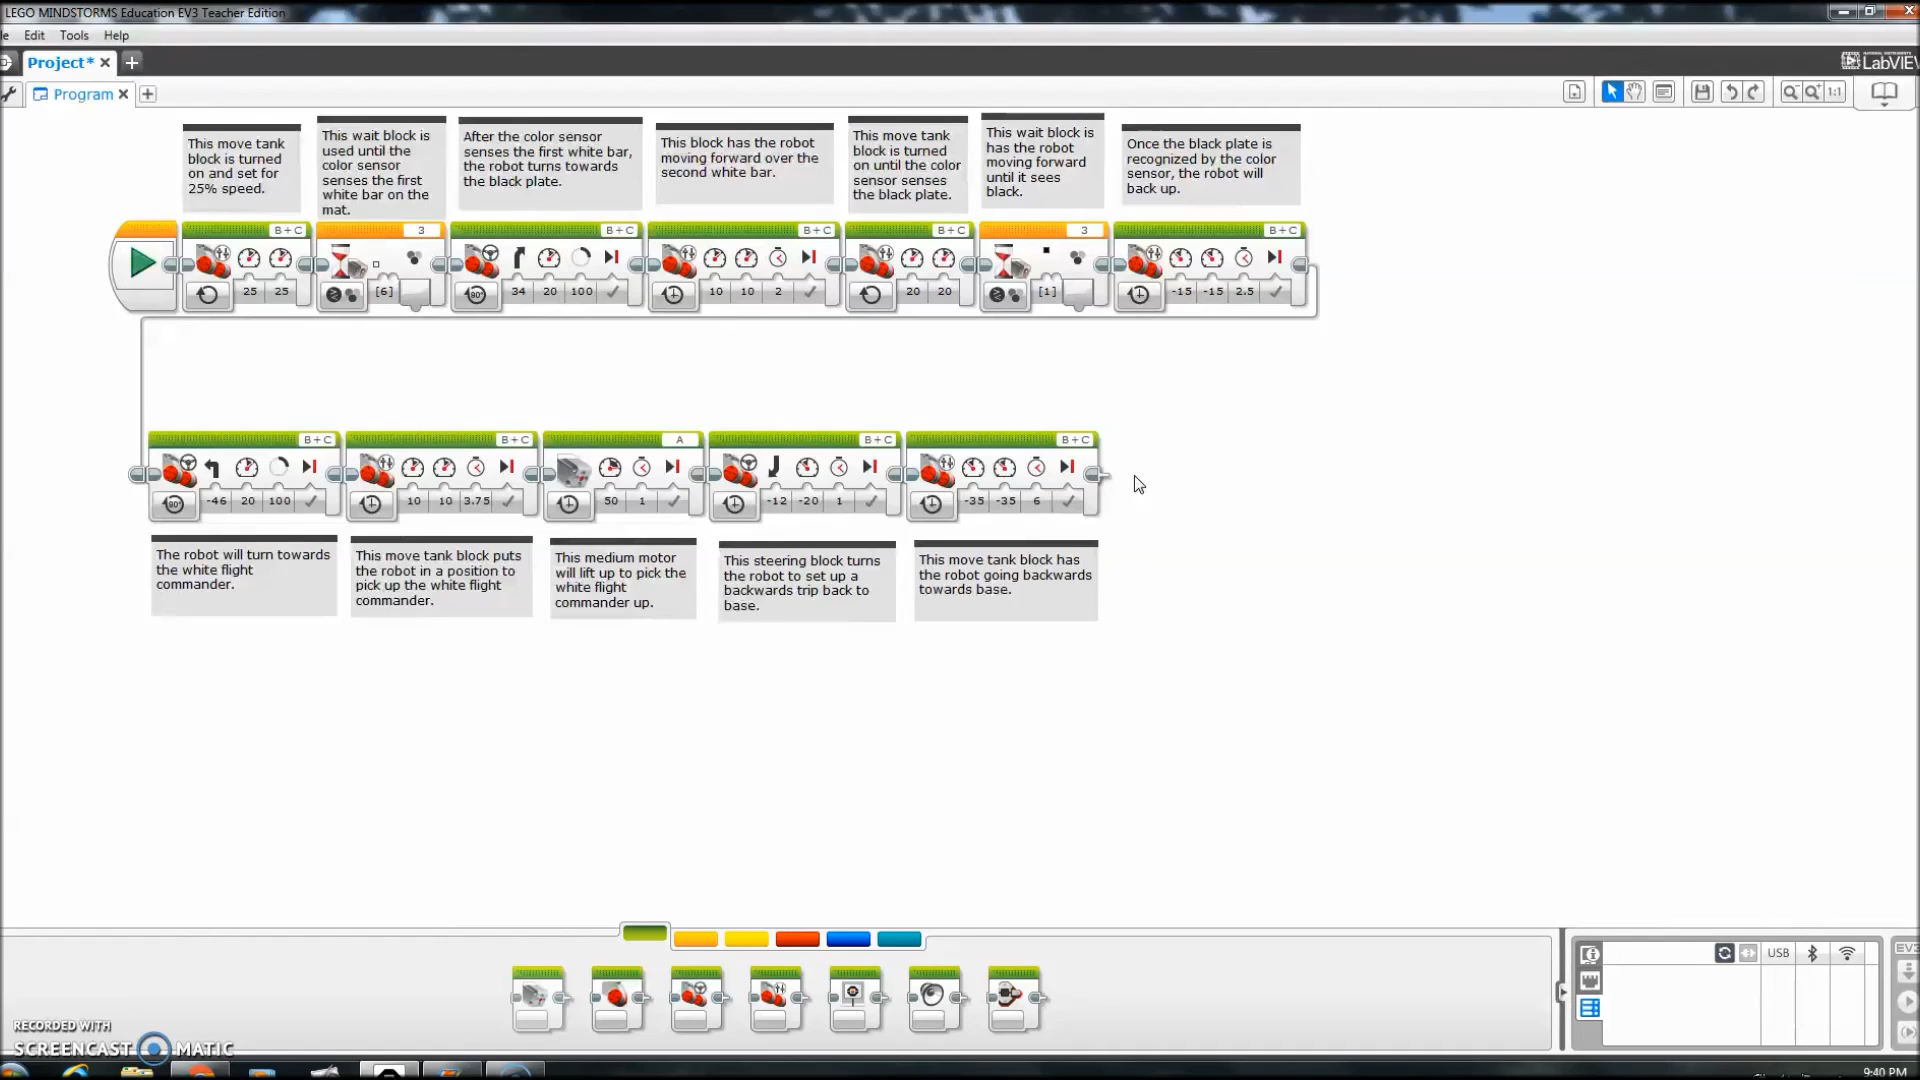 LEGO MINDSTORMS Education EV3 Teacher Edition
le Edit Tools Help
Project*
LabVIEW
Program
1:1
This move tank
block is turned
on and set for
25% speed.
This wait block is
used until the
color sensor
senses the first
white bar on the
mat.
After the color sensor
senses the first white bar,
the robot turns towards
the black plate.
This block has the robot
moving forward over the
second white bar.
This move tank
block is turned
on until the color
sensor senses
the black plate.
This wait block is
has the robot
moving forward
until it sees
black.
Once the black plate is
recognized by the color
sensor, the robot will
back up.
B+C 3 B+C B+C B+C 3 B+C
25 25 [6] 34 20 100 10 10 2 20 20 [1] -15 -15 2.5
B+C B+C A B+C B+C
-46 20 100 10 10 3.75 50 1 -12 -20 1 -35 -35 6
The robot will turn towards
the white flight
commander.
This move tank block puts
the robot in a position to
pick up the white flight
commander.
This medium motor
will lift up to pick the
white flight
commander up.
This steering block turns
the robot to set up a
backwards trip back to
base.
This move tank block has
the robot going backwards
towards base.
USB
EV3
RECORDED WITH
SCREENCAST MATIC
9:40 PM